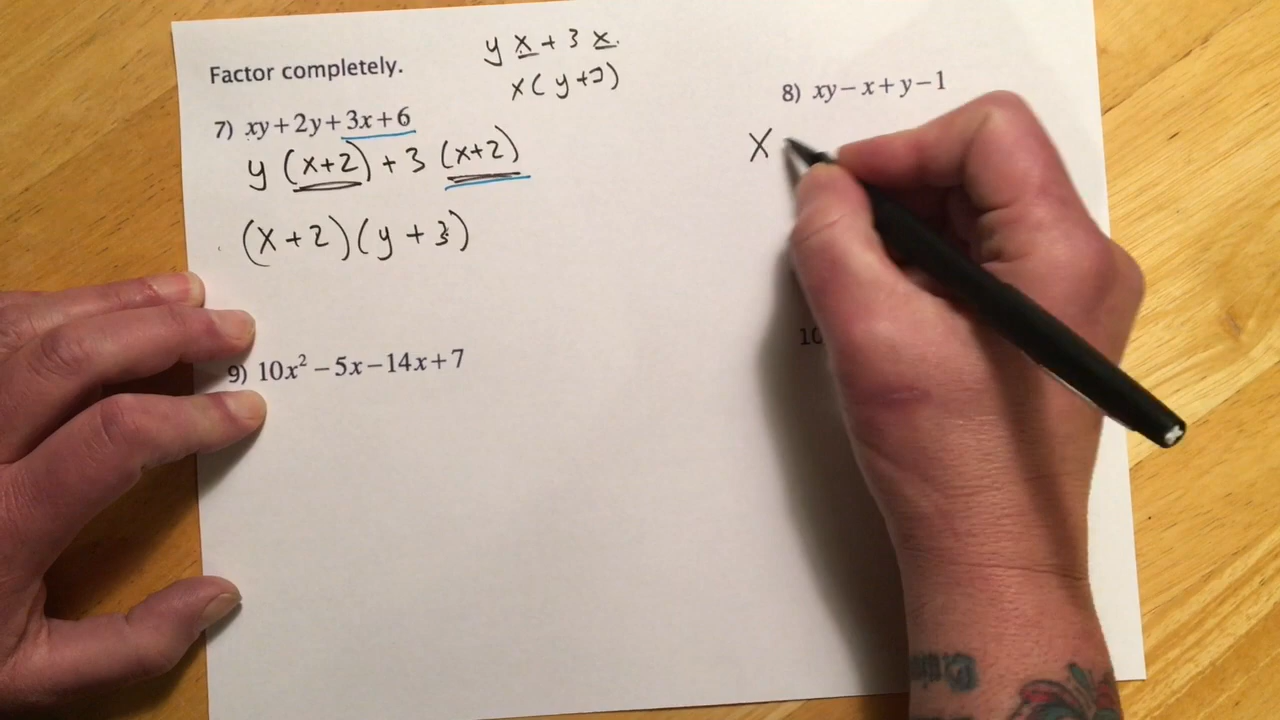 Factor completely.
y x + 3 x.
x( y+3)
7) xy+2y+3x+6
y (x+2) + 3 (x+2)
(x+2)(y+3)
8) xy−x+y−1
X
9) 10x² −5x−14x+7
10